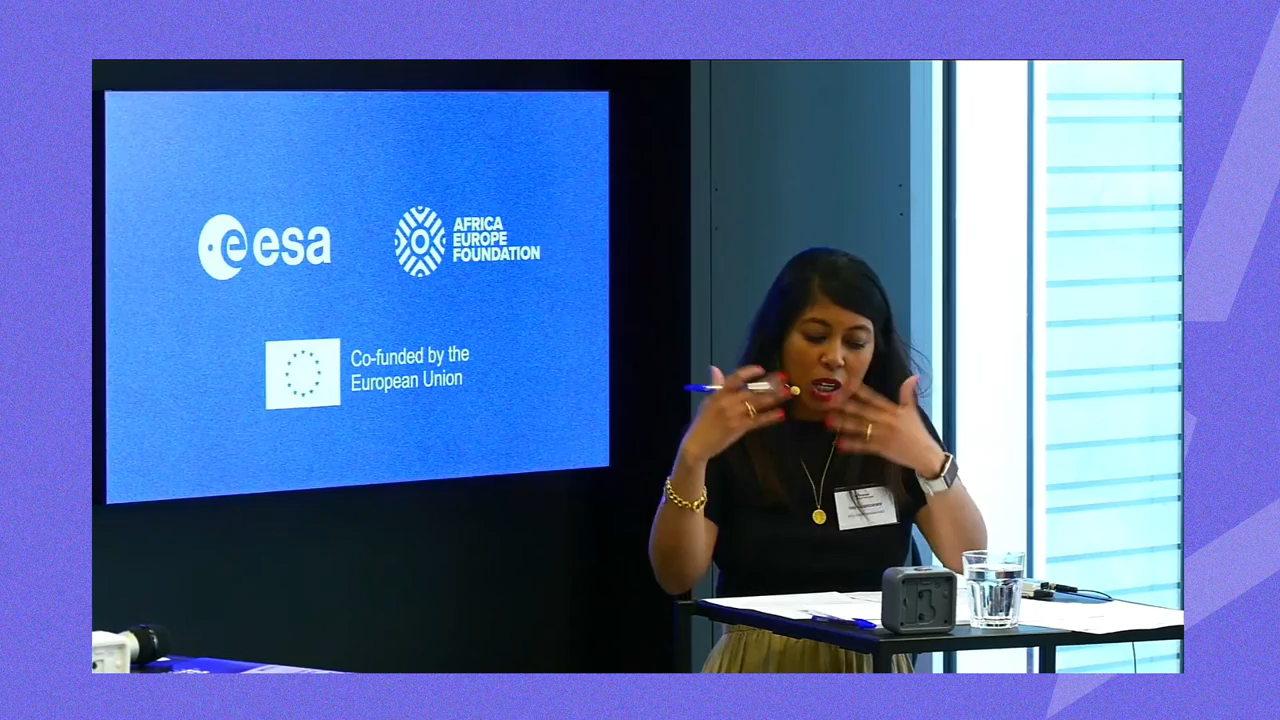 esa
AFRICA
EUROPE
FOUNDATION
Co-funded by the
European Union